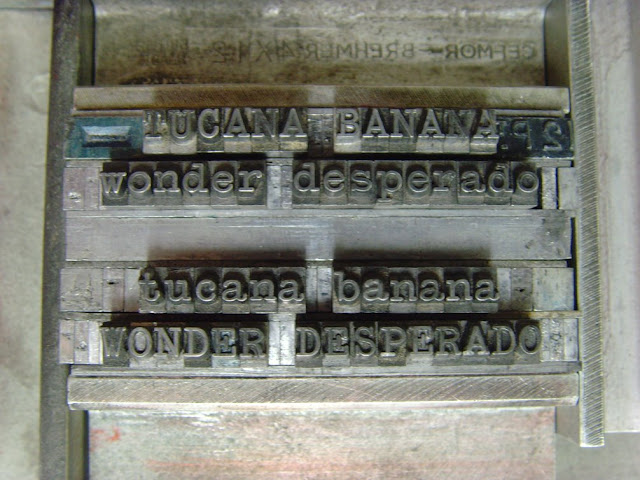 TUCANA BANANA
wonder desperado
tucana banana
WONDER DESPERADO